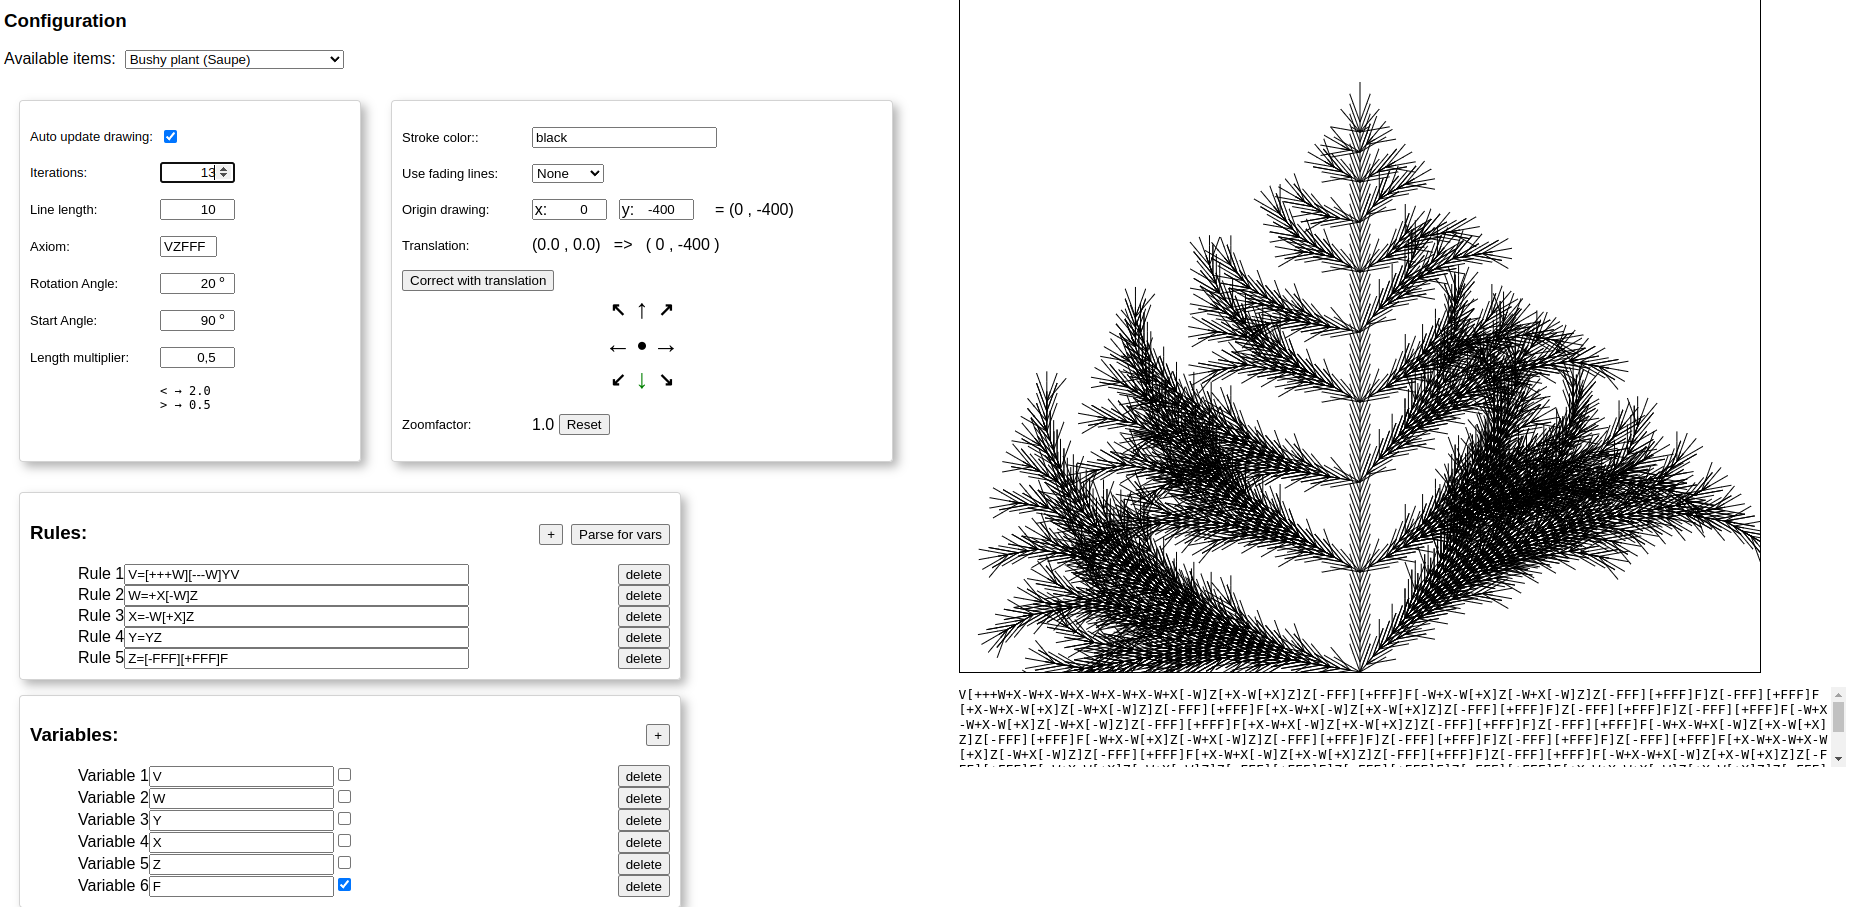 Configuration
Available items: Bushy plant (Saupe)
Auto update drawing:
Iterations: 13
Line length: 10
Axiom: VZFFF
Rotation Angle: 20 º
Start Angle: 90 º
Length multiplier: 0,5
< → 2.0
> → 0.5
Stroke color:: black
Use fading lines: None
Origin drawing: x: 0 y: -400 = (0 , -400)
Translation: (0.0 , 0.0) => ( 0 , -400 )
Correct with translation
↖ ↑ ↗
← • →
↙ ↓ ↘
Zoomfactor: 1.0 Reset
Rules: + Parse for vars
Rule 1 V=[+++W][---W]YV delete
Rule 2 W=+X[-W]Z delete
Rule 3 X=-W[+X]Z delete
Rule 4 Y=YZ delete
Rule 5 Z=[-FFF][+FFF]F delete
Variables: +
Variable 1 V delete
Variable 2 W delete
Variable 3 Y delete
Variable 4 X delete
Variable 5 Z delete
Variable 6 F delete
V[+++W+X-W+X-W+X-W+X-W+X-W+X[-W]Z[+X-W[+X]Z]Z[-FFF][+FFF]F[-W+X-W[+X]Z[-W+X[-W]Z]Z[-FFF][+FFF]F]Z[-FFF][+FFF]F
[+X-W+X-W[+X]Z[-W+X[-W]Z]Z[-FFF][+FFF]F[+X-W+X[-W]Z[+X-W[+X]Z]Z[-FFF][+FFF]F]Z[-FFF][+FFF]F]Z[-FFF][+FFF]F[-W+X
-W+X-W[+X]Z[-W+X[-W]Z]Z[-FFF][+FFF]F[+X-W+X[-W]Z[+X-W[+X]Z]Z[-FFF][+FFF]F]Z[-FFF][+FFF]F[-W+X-W+X[-W]Z[+X-W[+X]
Z]Z[-FFF][+FFF]F[-W+X-W[+X]Z[-W+X[-W]Z]Z[-FFF][+FFF]F]Z[-FFF][+FFF]F]Z[-FFF][+FFF]F]Z[-FFF][+FFF]F[+X-W+X-W+X-W
[+X]Z[-W+X[-W]Z]Z[-FFF][+FFF]F[+X-W+X[-W]Z[+X-W[+X]Z]Z[-FFF][+FFF]F]Z[-FFF][+FFF]F[-W+X-W+X[-W]Z[+X-W[+X]Z]Z[-F